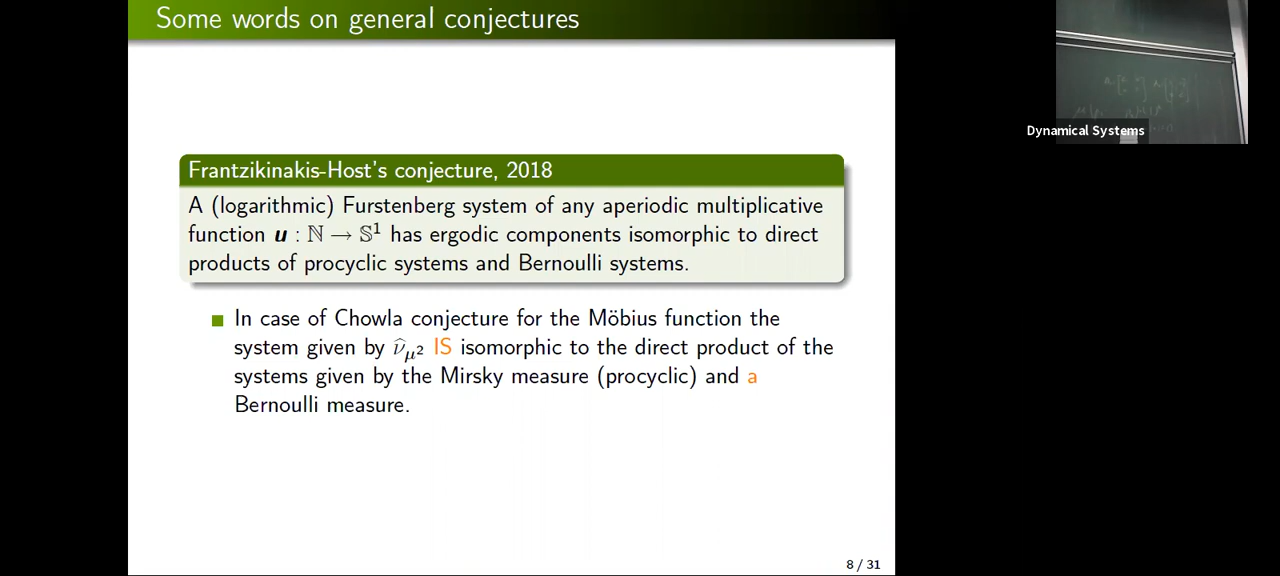 Some words on general conjectures
Frantzikinakis-Host's conjecture, 2018
A (logarithmic) Furstenberg system of any aperiodic multiplicative
function u : ℕ → 𝕊¹ has ergodic components isomorphic to direct
products of procyclic systems and Bernoulli systems.
In case of Chowla conjecture for the Möbius function the
system given by ν̂_μ² IS isomorphic to the direct product of the
systems given by the Mirsky measure (procyclic) and a
Bernoulli measure.
8 / 31
Dynamical Systems